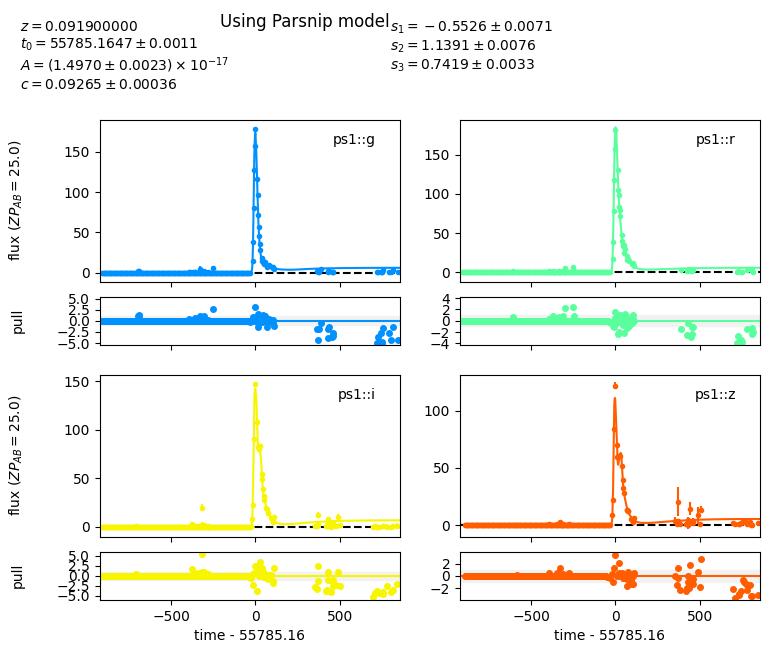 Using Parsnip model
z = 0.091900000
t₀ = 55785.1647 ± 0.0011
A = (1.4970 ± 0.0023) × 10⁻¹⁷
c = 0.09265 ± 0.00036
s₁ = −0.5526 ± 0.0071
s₂ = 1.1391 ± 0.0076
s₃ = 0.7419 ± 0.0033
flux (ZP_AB = 25.0)
150
100
50
0
ps1::g
150
100
50
0
ps1::r
pull
5.0
2.5
0.0
−2.5
−5.0
4
2
0
−2
−4
flux (ZP_AB = 25.0)
150
100
50
0
ps1::i
100
50
0
ps1::z
pull
5.0
2.5
0.0
−2.5
−5.0
2
0
−2
−500
0
500
time - 55785.16
−500
0
500
time - 55785.16